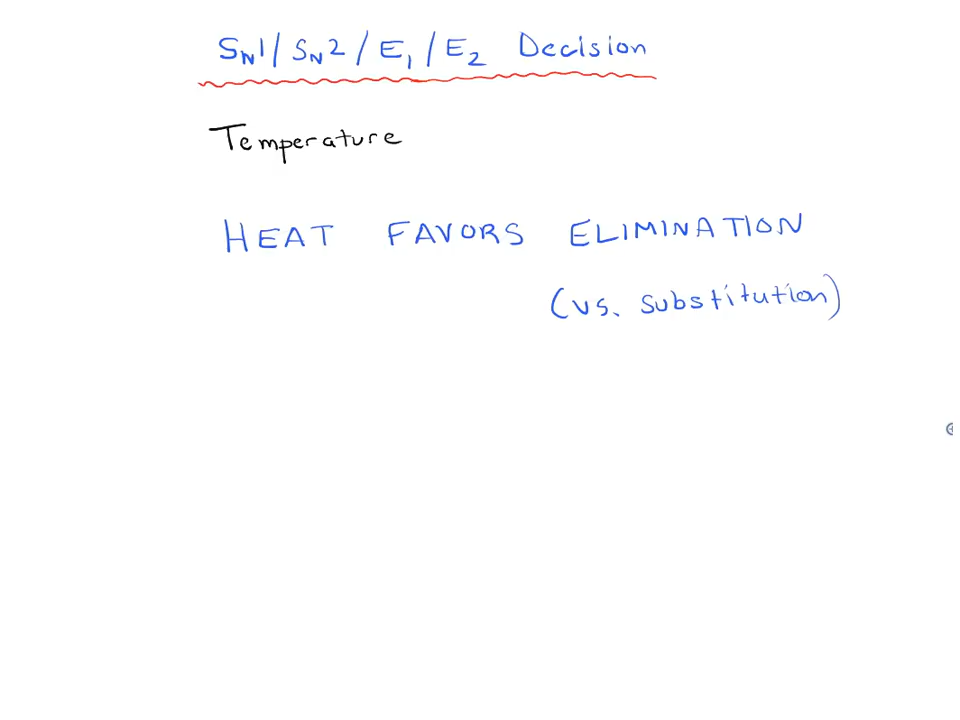 SN1 / SN2 / E1 / E2 Decision
Temperature
HEAT FAVORS ELIMINATION
(vs. substitution)